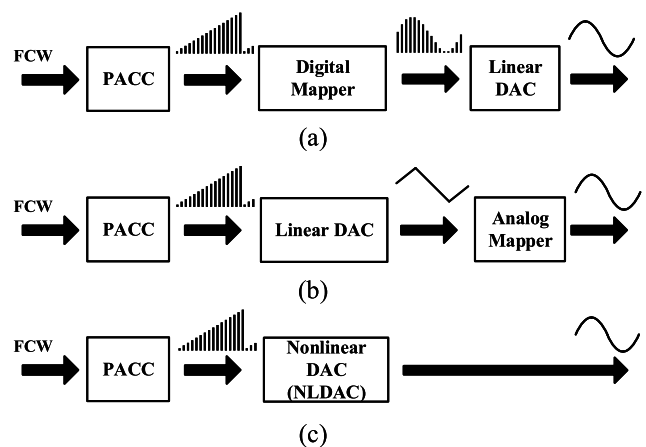 FCW
PACC
Digital
Mapper
Linear
DAC
(a)
FCW
PACC
Linear DAC
Analog
Mapper
(b)
FCW
PACC
Nonlinear
DAC
(NLDAC)
(c)